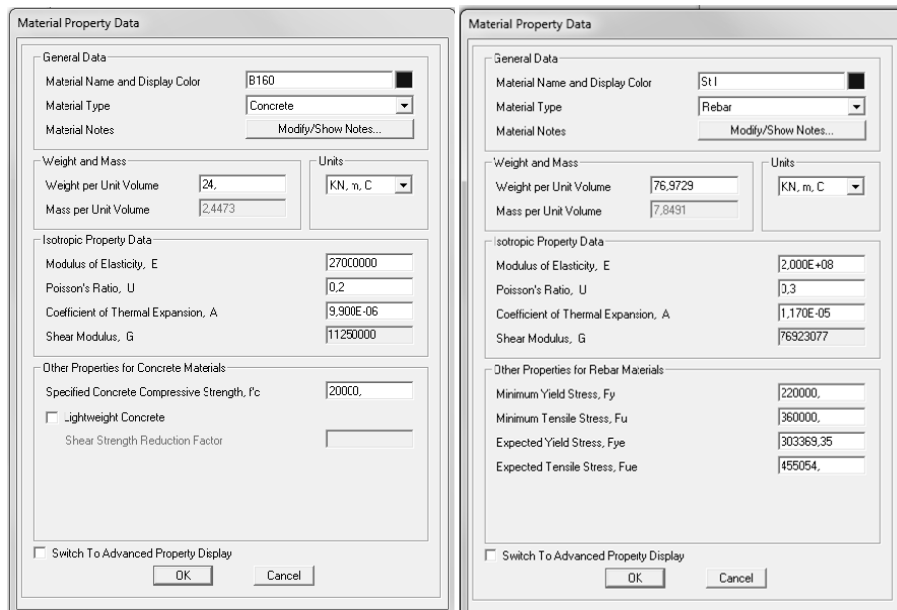 Material Property Data
General Data
Material Name and Display Color B160
Material Type Concrete
Material Notes Modify/Show Notes...
Weight and Mass
Weight per Unit Volume 24,
Mass per Unit Volume 2,4473
Units
KN, m, C
Isotropic Property Data
Modulus of Elasticity, E 27000000
Poisson's Ratio, U 0,2
Coefficient of Thermal Expansion, A 9,900E-06
Shear Modulus, G 11250000
Other Properties for Concrete Materials
Specified Concrete Compressive Strength, f'c 20000,
Lightweight Concrete
Shear Strength Reduction Factor
Switch To Advanced Property Display
OK Cancel
Material Property Data
General Data
Material Name and Display Color St I
Material Type Rebar
Material Notes Modify/Show Notes...
Weight and Mass
Weight per Unit Volume 76,9729
Mass per Unit Volume 7,8491
Units
KN, m, C
Isotropic Property Data
Modulus of Elasticity, E 2,000E+08
Poisson's Ratio, U 0,3
Coefficient of Thermal Expansion, A 1,170E-05
Shear Modulus, G 76923077
Other Properties for Rebar Materials
Minimum Yield Stress, Fy 220000,
Minimum Tensile Stress, Fu 360000,
Expected Yield Stress, Fye 303369,35
Expected Tensile Stress, Fue 455054,
Switch To Advanced Property Display
OK Cancel